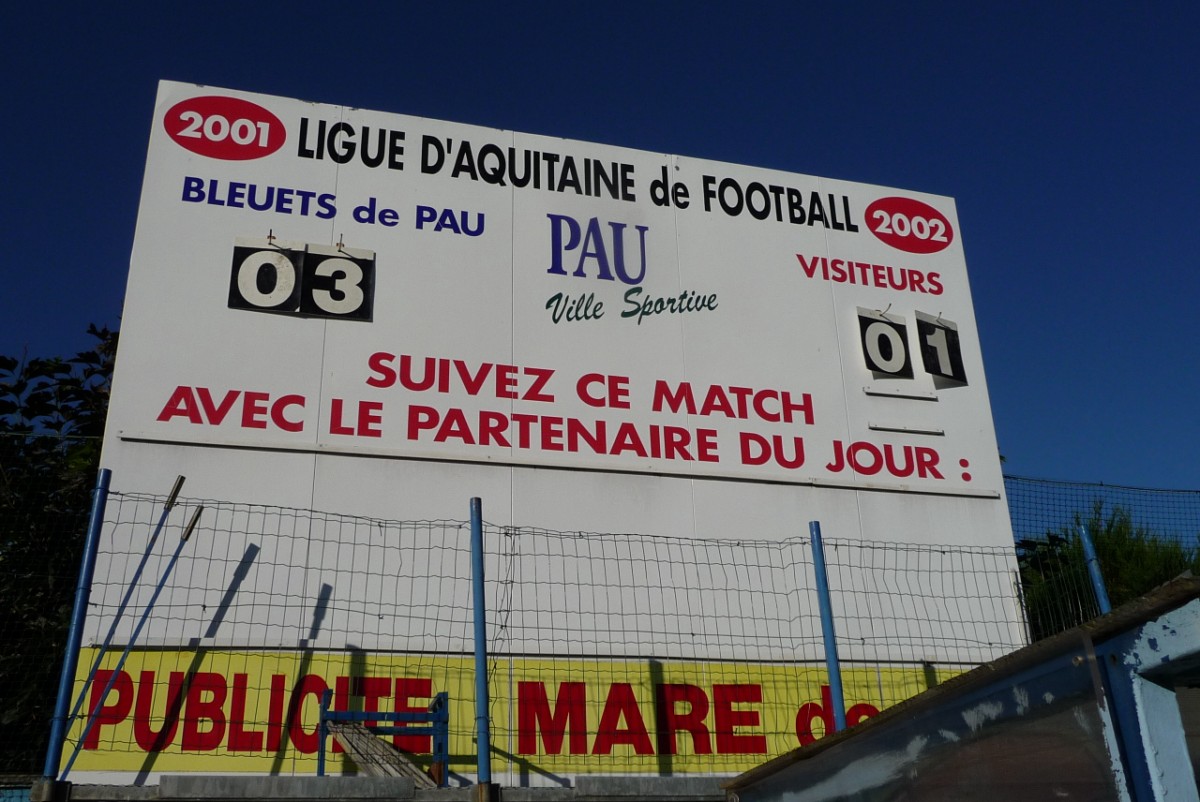 2001 LIGUE D'AQUITAINE de FOOTBALL 2002
BLEUETS de PAU
PAU
VISITEURS
03
Ville Sportive
01
SUIVEZ CE MATCH
AVEC LE PARTENAIRE DU JOUR :
PUBLICITE MARE de